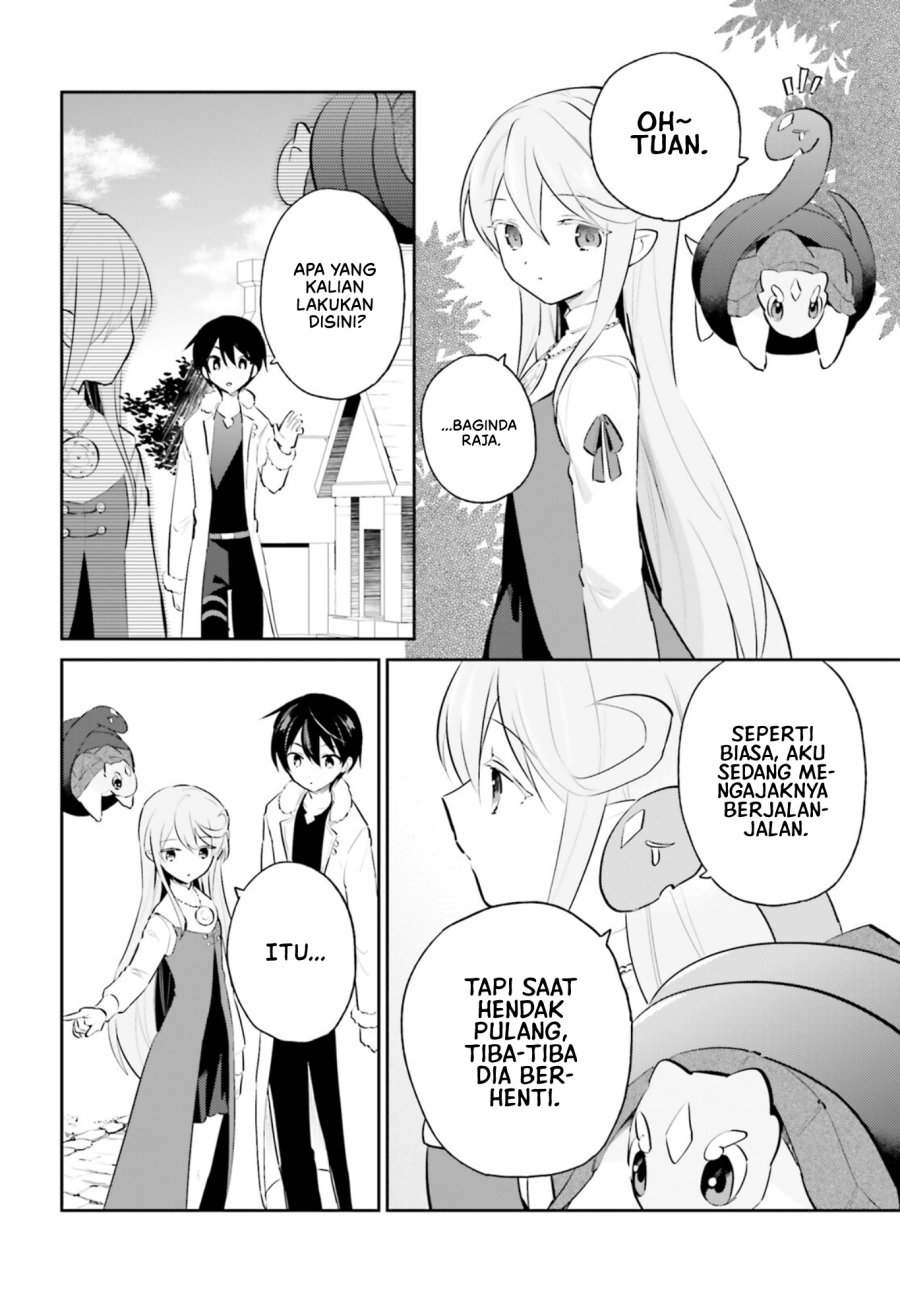 OH~
TUAN.
...BAGINDA
RAJA.
APA YANG
KALIAN
LAKUKAN
DISINI?
SEPERTI
BIASA, AKU
SEDANG ME-
NGAJAKNYA
BERJALAN-
JALAN.
TAPI SAAT
HENDAK
PULANG,
TIBA-TIBA
DIA BER-
HENTI.
ITU...